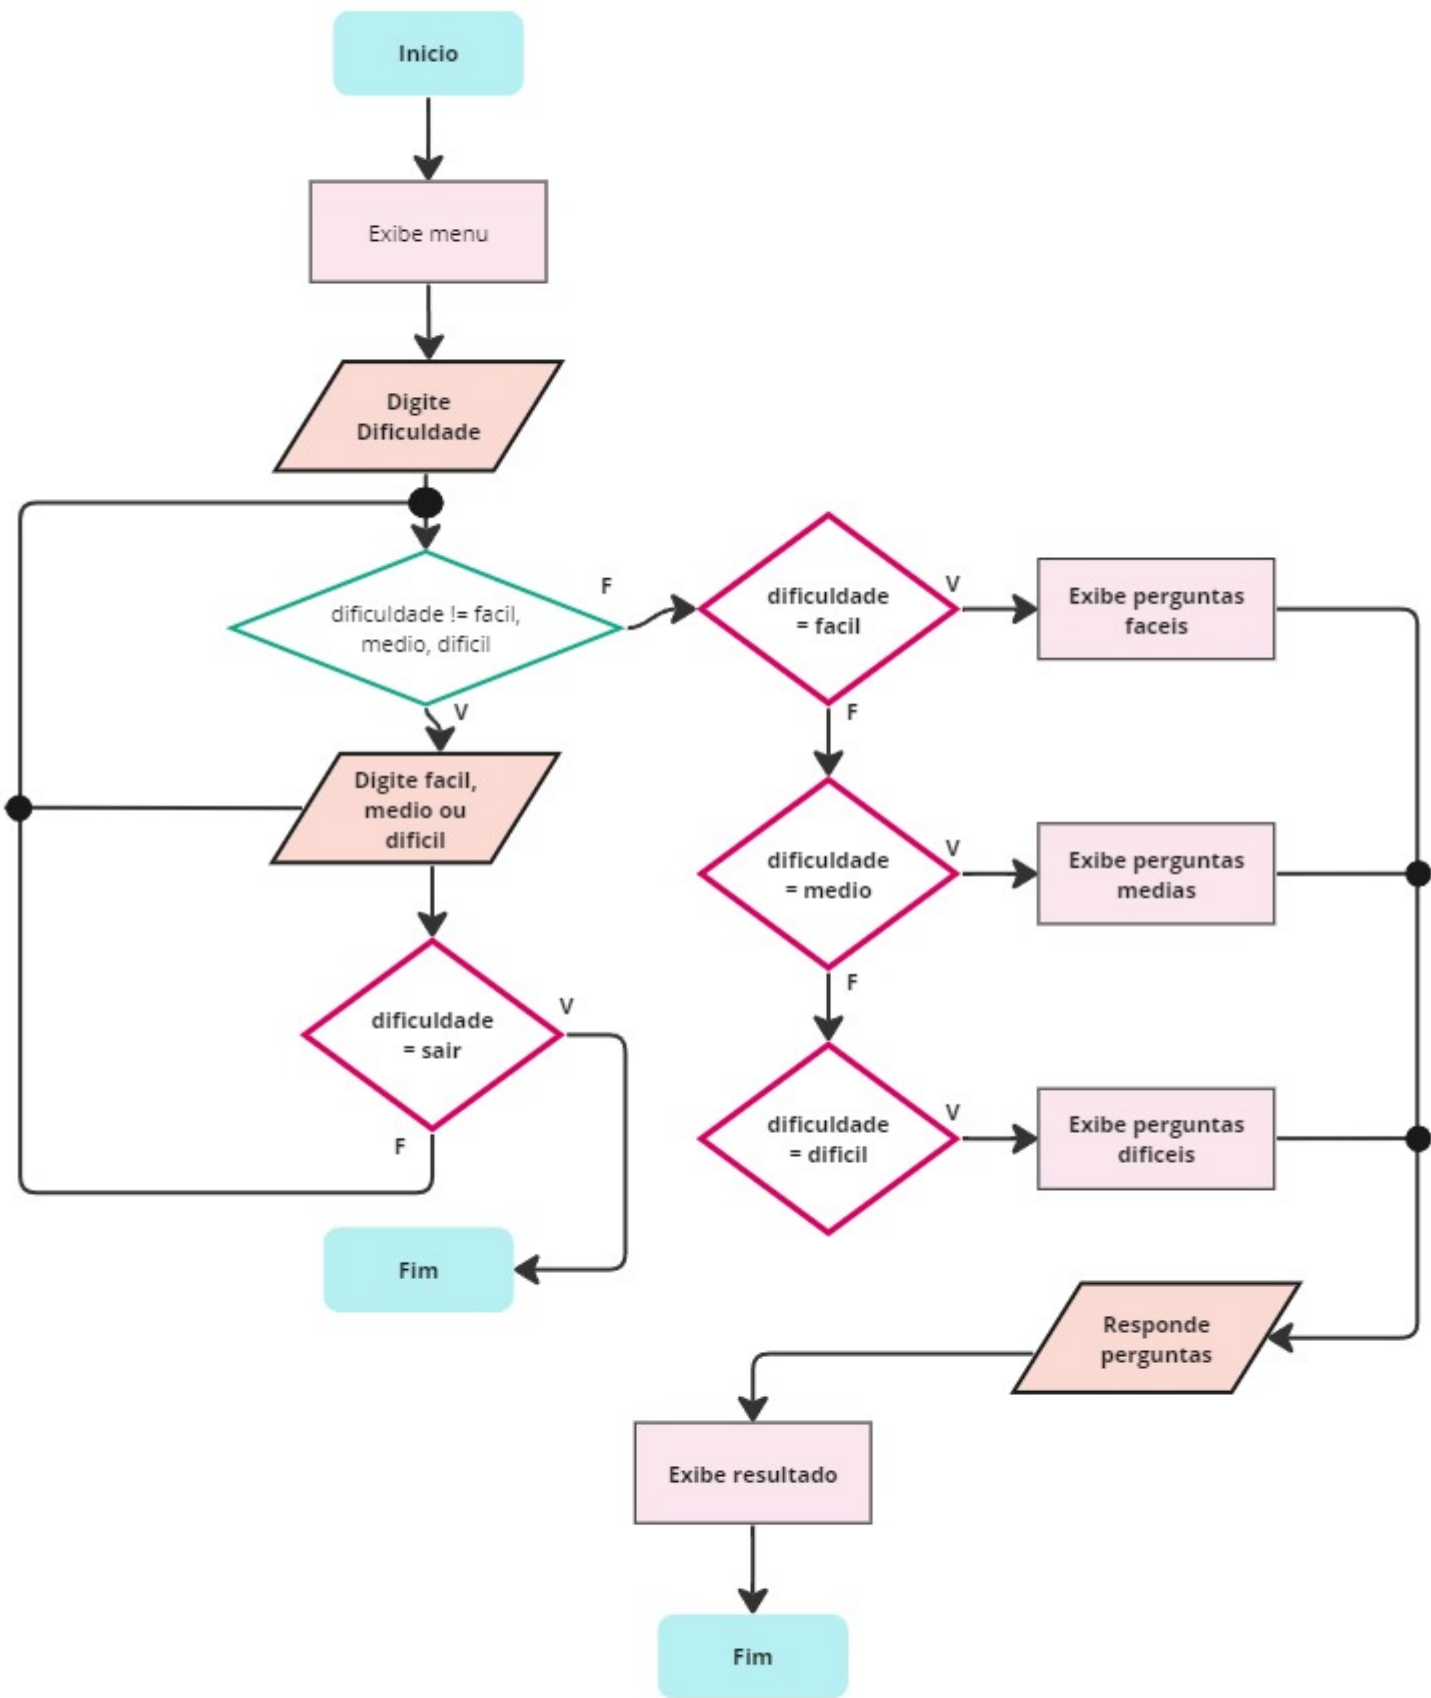 Inicio
Exibe menu
Digite
Dificuldade
dificuldade != facil,
medio, dificil
F
V
Digite facil,
medio ou
dificil
dificuldade
= sair
V
F
Fim
dificuldade
= facil
V
F
Exibe perguntas
faceis
dificuldade
= medio
V
F
Exibe perguntas
medias
dificuldade
= dificil
V
Exibe perguntas
dificeis
Responde
perguntas
Exibe resultado
Fim